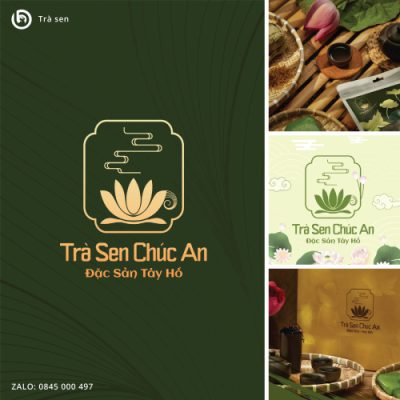 Trà sen
Trà Sen Chúc An
Đặc Sản Tây Hồ
ZALO: 0845 000 497
Trà Sen Chúc An
Đặc Sản Tây Hồ
Trà Sen Chúc An